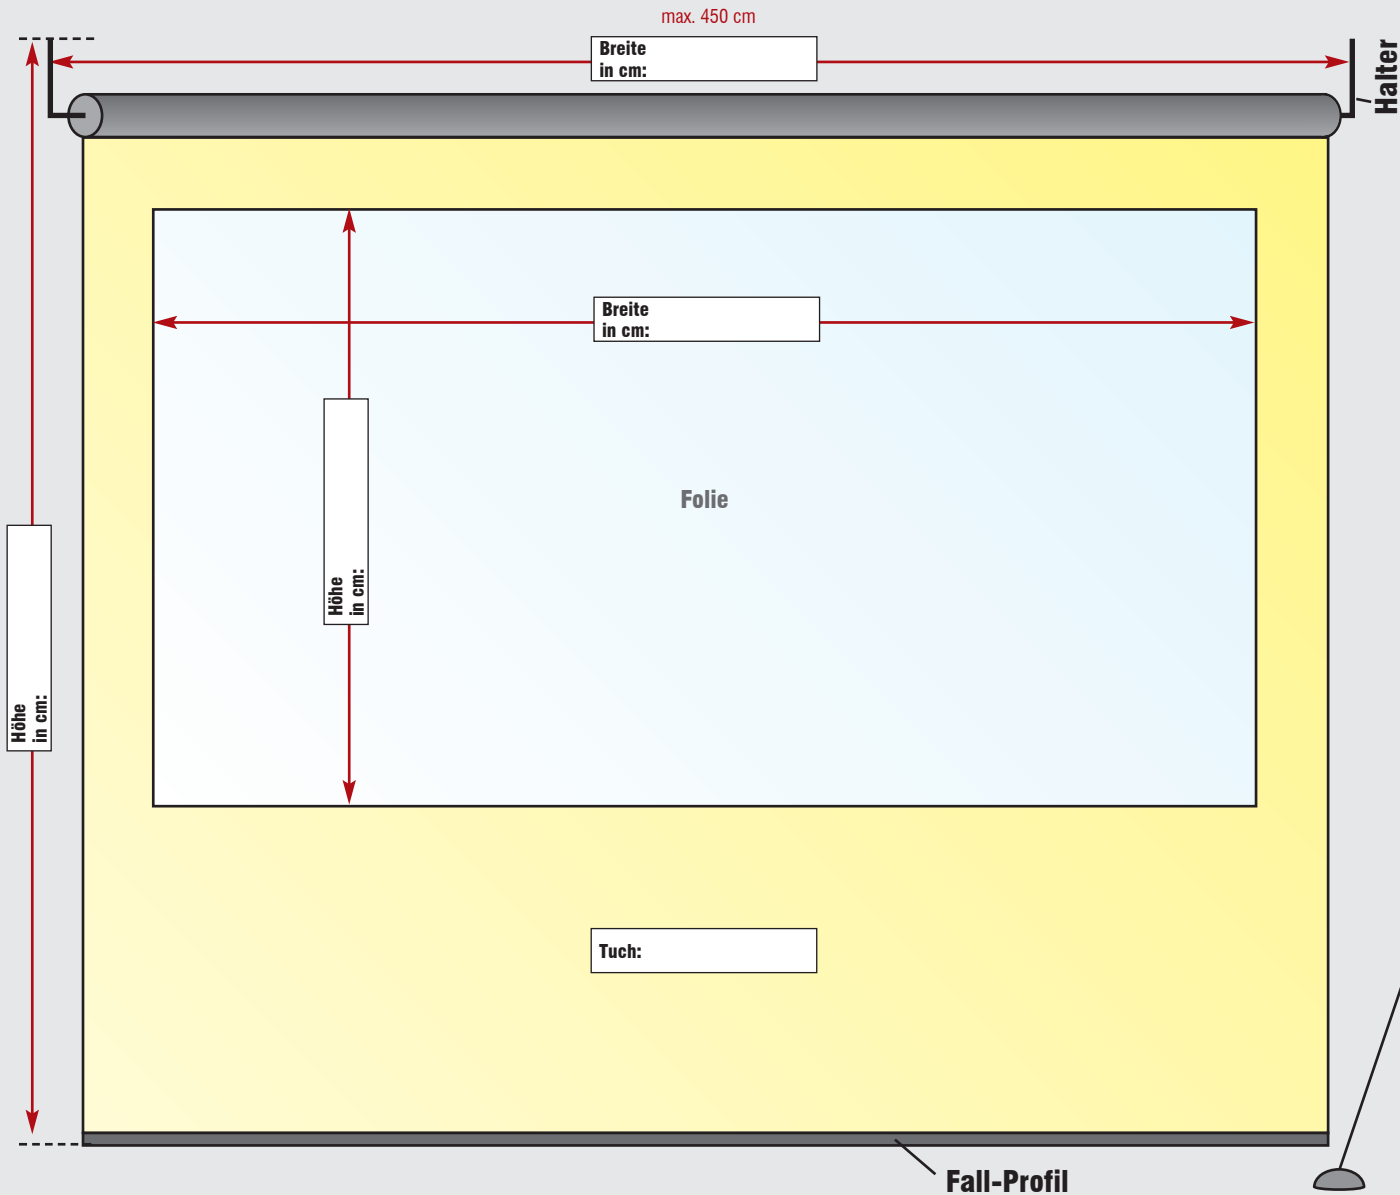 max. 450 cm
Breite
in cm:
Halter
Breite
in cm:
Folie
Höhe
in cm:
Höhe
in cm:
Tuch:
Fall-Profil